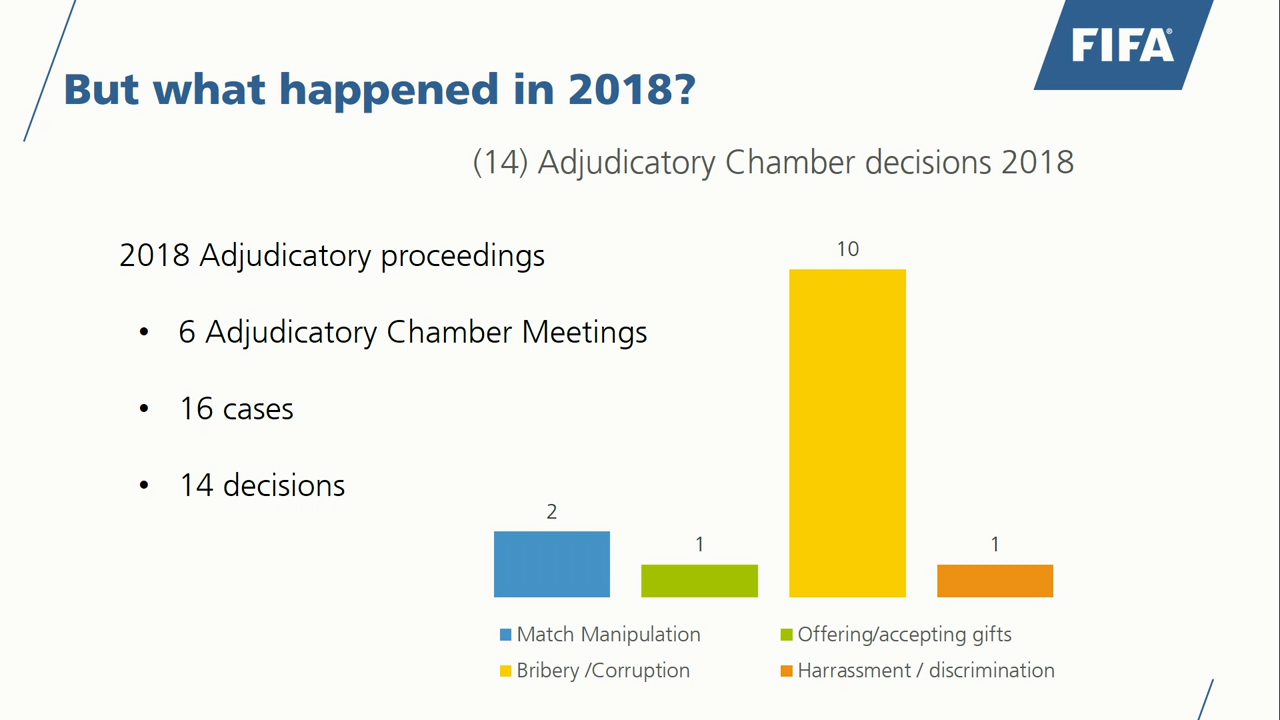 FIFA®
But what happened in 2018?
(14) Adjudicatory Chamber decisions 2018
2018 Adjudicatory proceedings
• 6 Adjudicatory Chamber Meetings
• 16 cases
• 14 decisions
10
2
1
1
Match Manipulation
Offering/accepting gifts
Bribery /Corruption
Harrassment / discrimination